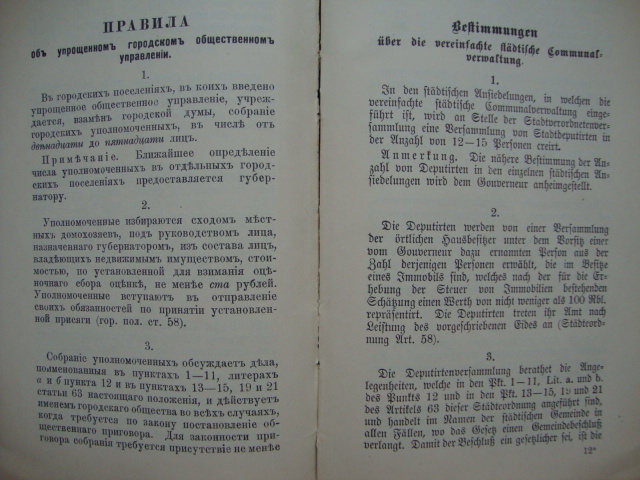 ПРАВИЛА
объ упрощенномъ городскомъ общественномъ
управленіи.
1.
Въ городскихъ поселеніяхъ, въ коихъ введено
упрощенное общественное управленіе, учреж-
дается, взамѣнъ городской думы, собраніе
городскихъ уполномоченныхъ, въ числѣ отъ
двѣнадцати до пятнадцати лицъ.
Примѣчаніе. Ближайшее опредѣленіе
числа уполномоченныхъ въ отдѣльныхъ город-
скихъ поселеніяхъ предоставляется губер-
натору.
2.
Уполномоченные избираются сходомъ мѣст-
ныхъ домохозяевъ, подъ руководствомъ лица,
назначеннаго губернаторомъ, изъ состава лицъ,
владѣющихъ недвижимымъ имуществомъ, стои-
мостью, по установленной для взиманія оцѣ-
ночнаго сбора оцѣнкѣ, не менѣе ста рублей.
Уполномоченные вступаютъ въ отправленіе
своихъ обязанностей по принятіи установлен-
ной присяги (гор. пол. ст. 58).
3.
Собраніе уполномоченныхъ обсуждаетъ дѣла,
поименованныя въ пунктахъ 1—11, литерахъ
а и б пункта 12 и въ пунктахъ 13—15, 19 и 21
статьи 63 настоящаго положенія, и дѣйствуетъ
именемъ городскаго общества во всѣхъ случаяхъ,
когда требуется по закону постановленіе об-
щественнаго приговора. Для законности при-
говора собранія требуется присутствіе не менѣе
Bestimmungen
über die vereinfachte städtische Communal-
verwaltung.
1.
In den städtischen Ansiedelungen, in welchen die
vereinfachte städtische Communalverwaltung einge-
führt ist, wird an Stelle der Stadtverordnetenver-
sammlung eine Versammlung von Stadtdeputirten in
der Anzahl von 12—15 Personen creirt.
Anmerkung. Die nähere Bestimmung der An-
zahl von Deputirten in den einzelnen städtischen An-
siedelungen wird dem Gouverneur anheimgestellt.
2.
Die Deputirten werden von einer Versammlung
der örtlichen Hausbesitzer unter dem Vorsitz einer
vom Gouverneur dazu ernannten Person aus der
Zahl derjenigen Personen erwählt, die im Besitze
eines Immobils sind, welches nach der für die Er-
hebung der Steuer von Immobilien bestehenden
Schätzung einen Werth von nicht weniger als 100 Rbl.
repräsentirt. Die Deputirten treten ihr Amt nach
Leistung des vorgeschriebenen Eides an (Städteord-
nung Art. 58).
3.
Die Deputirtenversammlung berathet die Ange-
legenheiten, welche in den Pkt. 1—11, Lit. a. und b.
des Punkts 12 und in den Pkt. 13—15, 19 und 21
des Artikels 63 dieser Städteordnung angeführt sind,
und handelt im Namen der städtischen Gemeinde in
allen Fällen, wo das Gesetz einen Gemeindebeschluß
verlangt. Damit der Beschluß ein gesetzlicher sei, ist die
12*